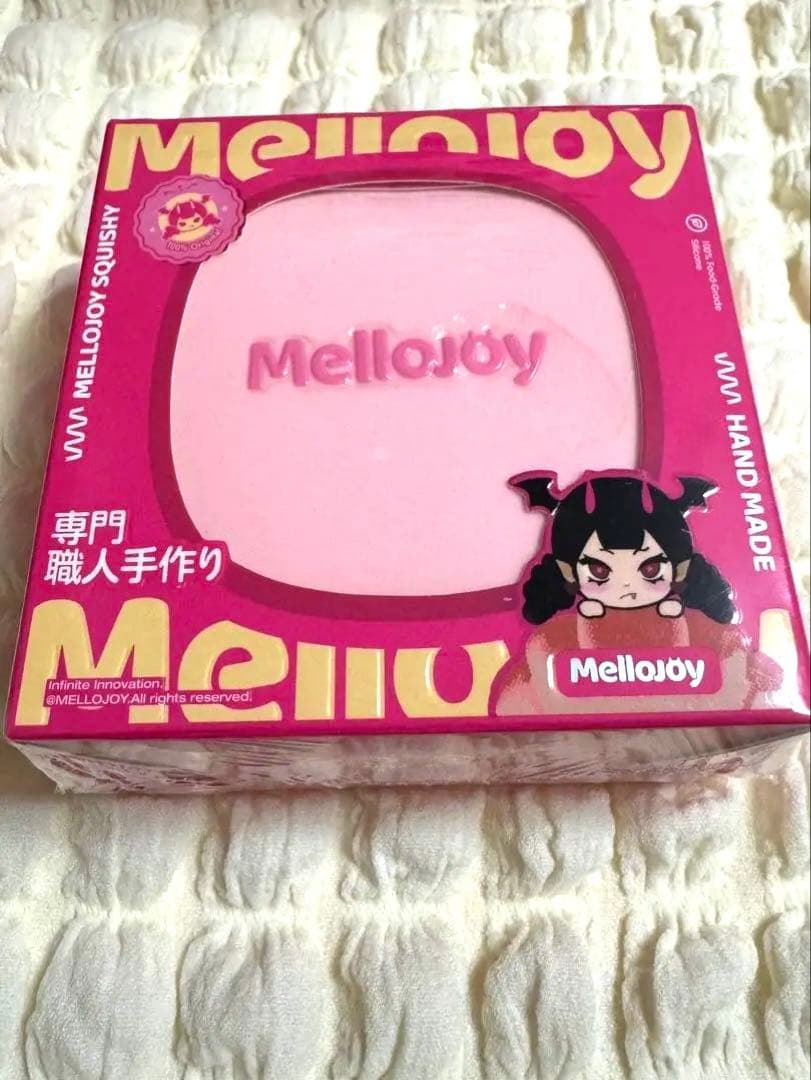 Mellojoy
100% Original
MELLOJOY SQUISHY
100% Food-Grade
Silicone
Mellojoy
HAND MADE
専門
職人手作り
Mello
Mellojoy
Infinite Innovation.
@MELLOJOY.All rights reserved.